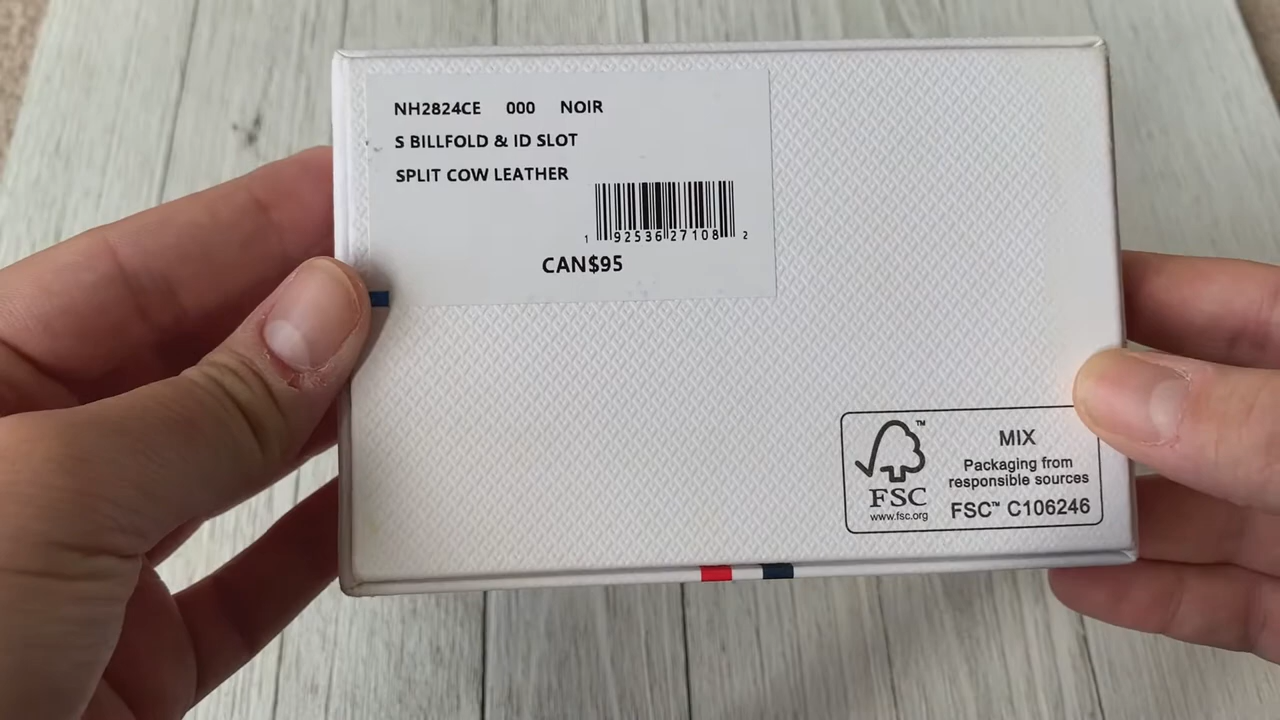 NH2824CE 000 NOIR
S BILLFOLD & ID SLOT
SPLIT COW LEATHER
1 92536 27108 2
CAN$95
FSC
www.fsc.org
TM
MIX
Packaging from
responsible sources
FSC™ C106246